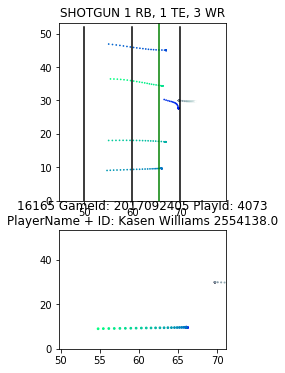 SHOTGUN 1 RB, 1 TE, 3 WR
50
40
30
20
10
0
50 60 70
16165 GameId: 2017092405 PlayId: 4073
PlayerName + ID: Kasen Williams 2554138.0
40
20
0
50 55 60 65 70